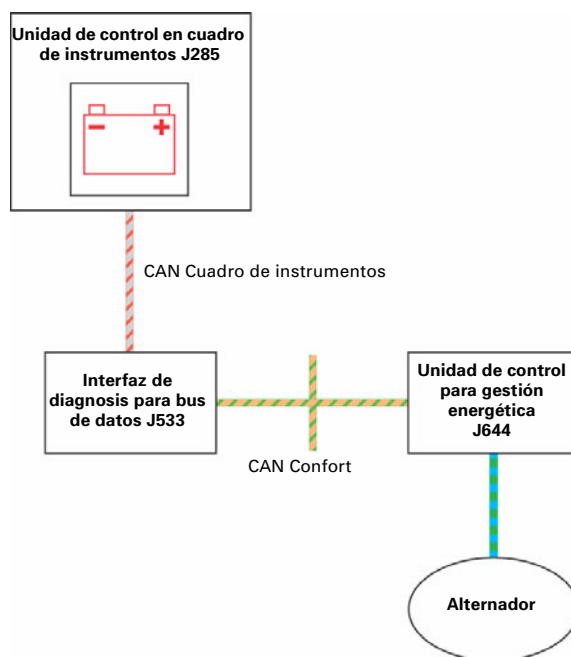 Unidad de control en cuadro
de instrumentos J285
CAN Cuadro de instrumentos
Interfaz de
diagnosis para bus
de datos J533
Unidad de control
para gestión
energética
J644
CAN Confort
Alternador